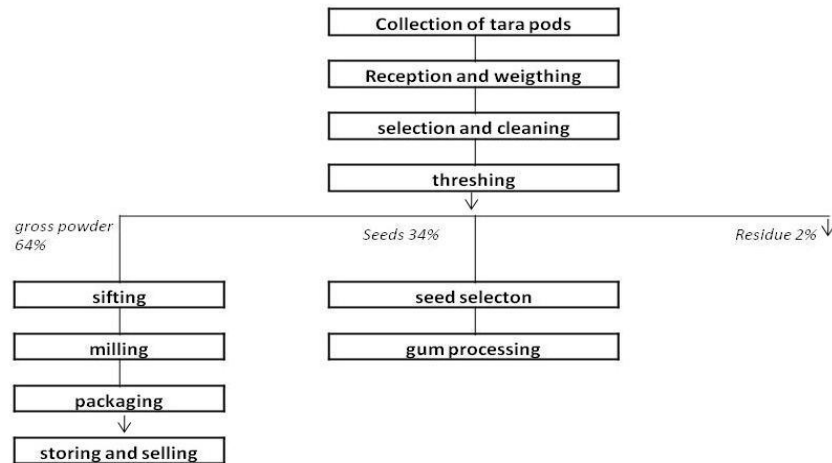 Collection of tara pods
Reception and weigthing
selection and cleaning
threshing
gross powder
64%
Seeds 34%
Residue 2%
sifting
seed selecton
milling
gum processing
packaging
storing and selling